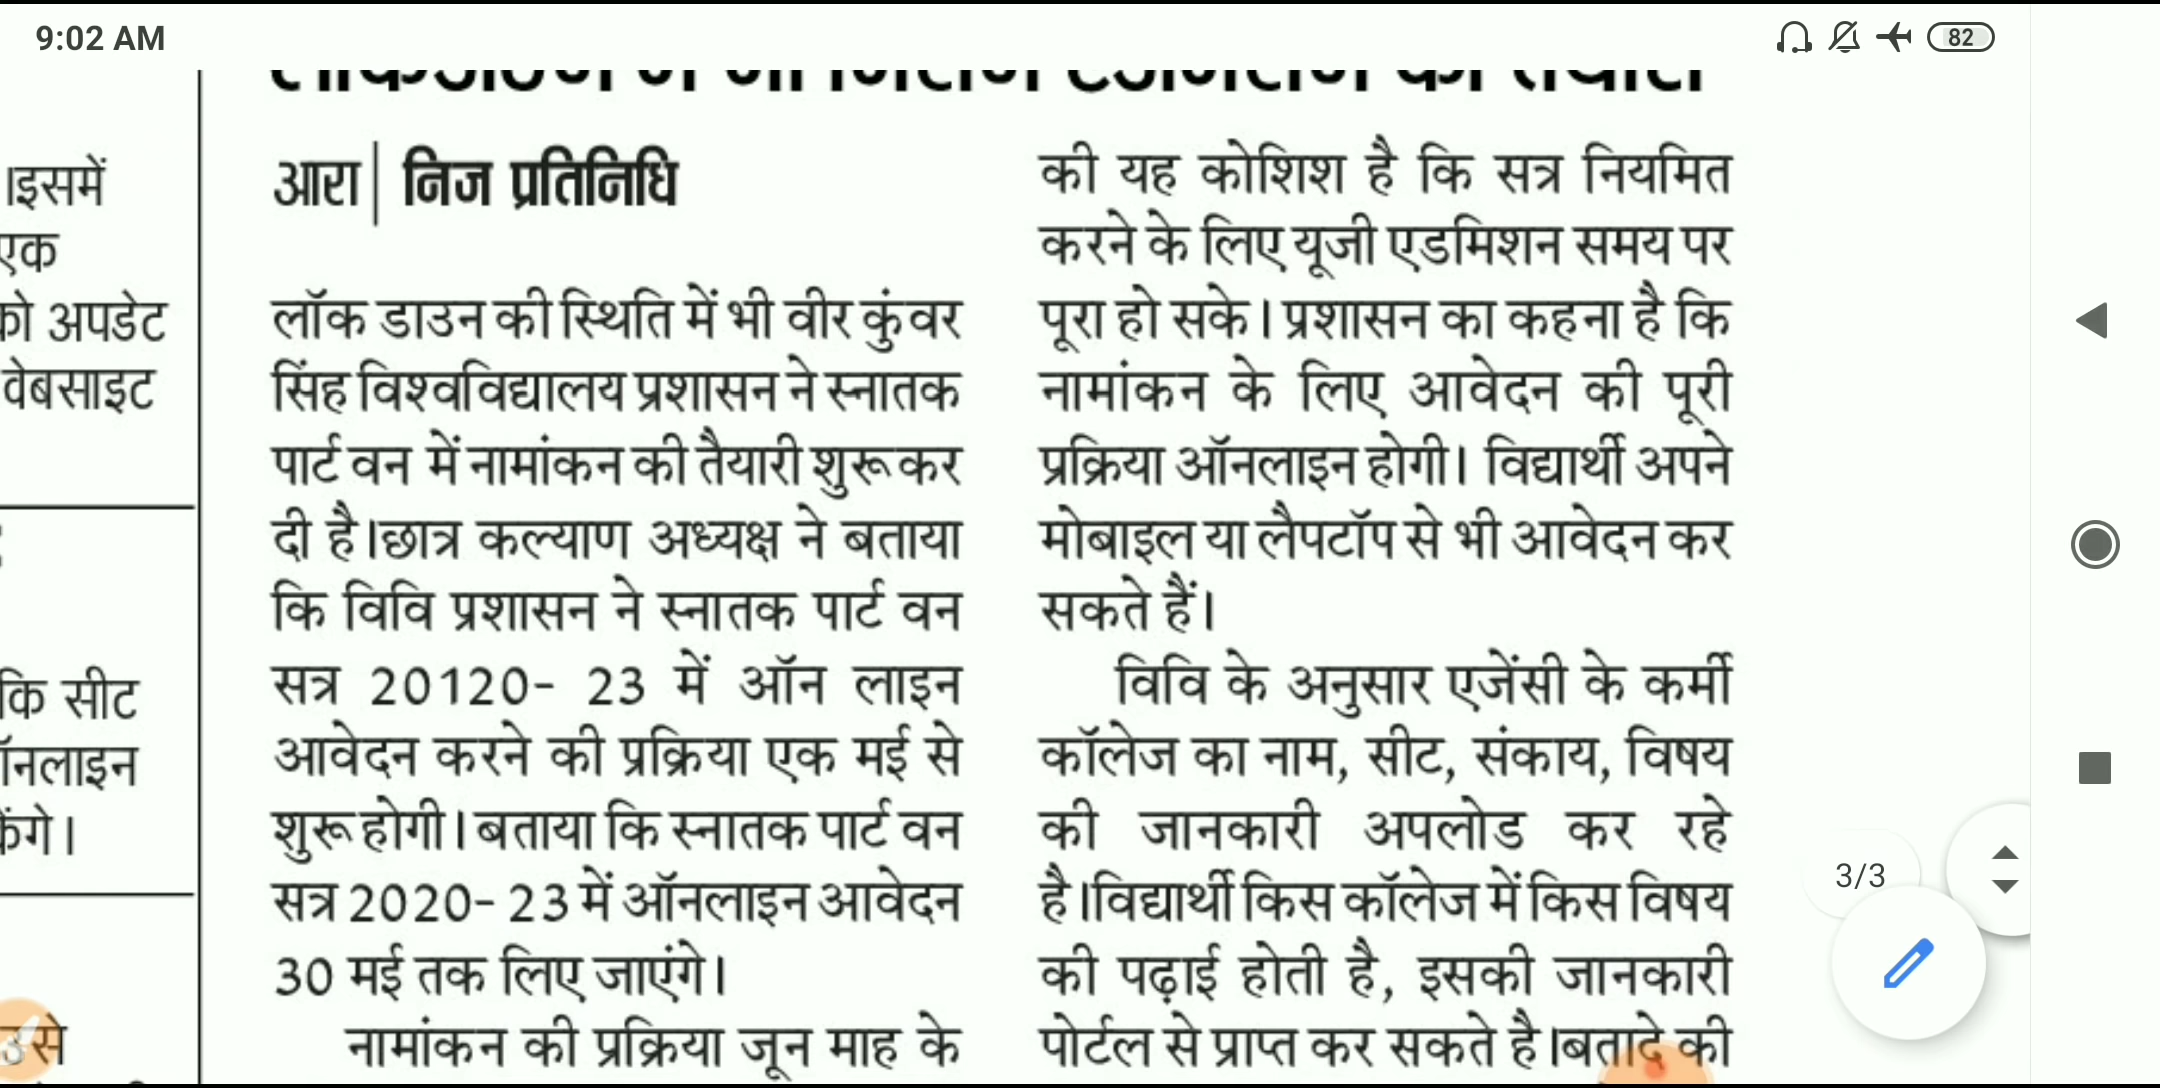 9:02 AM
82
।इसमें
एक
को अपडेट
वेबसाइट
कि सीट
ऑनलाइन
आरा| निज प्रतिनिधि
लॉक डाउन की स्थिति में भी वीर कुंवर
सिंह विश्वविद्यालय प्रशासन ने स्नातक
पार्ट वन में नामांकन की तैयारी शुरू कर
दी है।छात्र कल्याण अध्यक्ष ने बताया
कि विवि प्रशासन ने स्नातक पार्ट वन
सत्र 20120- 23 में ऑन लाइन
आवेदन करने की प्रक्रिया एक मई से
शुरू होगी। बताया कि स्नातक पार्ट वन
सत्र 2020- 23 में ऑनलाइन आवेदन
30 मई तक लिए जाएंगे।
नामांकन की प्रक्रिया जून माह के
की यह कोशिश है कि सत्र नियमित
करने के लिए यूजी एडमिशन समय पर
पूरा हो सके। प्रशासन का कहना है कि
नामांकन के लिए आवेदन की पूरी
प्रक्रिया ऑनलाइन होगी। विद्यार्थी अपने
मोबाइल या लैपटॉप से भी आवेदन कर
सकते हैं।
विवि के अनुसार एजेंसी के कर्मी
कॉलेज का नाम, सीट, संकाय, विषय
की जानकारी अपलोड कर रहे
है।विद्यार्थी किस कॉलेज में किस विषय
की पढ़ाई होती है, इसकी जानकारी
पोर्टल से प्राप्त कर सकते है।बतादे की
3/3